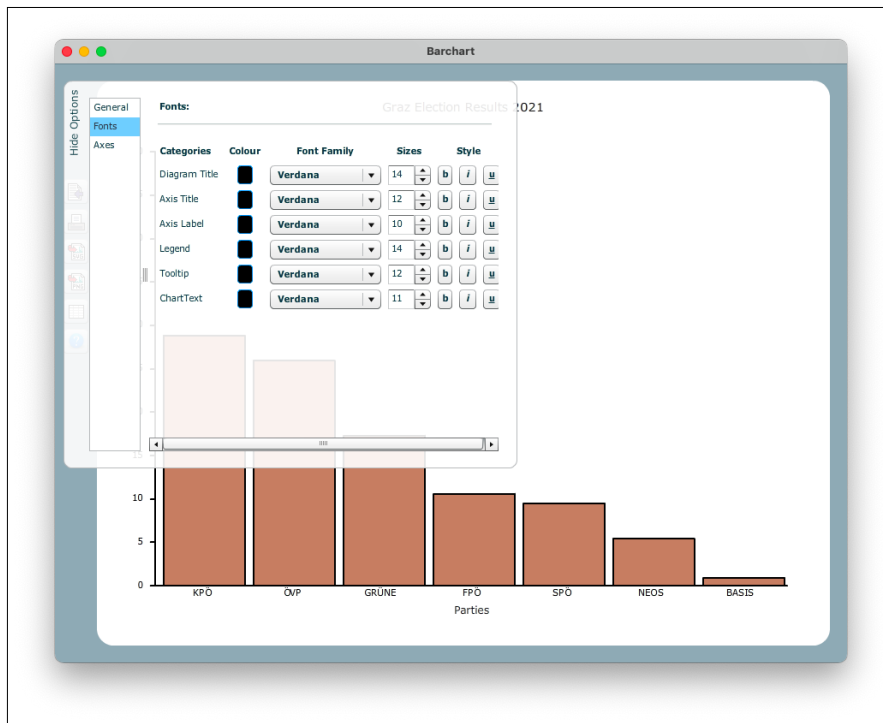 Barchart
Hide Options
General
Fonts
Axes
Fonts:
Graz Election Results 2021
Categories Colour Font Family Sizes Style
Diagram Title Verdana 14 b i u
Axis Title Verdana 12 b i u
Axis Label Verdana 10 b i u
Legend Verdana 14 b i u
Tooltip Verdana 12 b i u
ChartText Verdana 11 b i u
10
5
0
KPÖ ÖVP GRÜNE FPÖ SPÖ NEOS BASIS
Parties